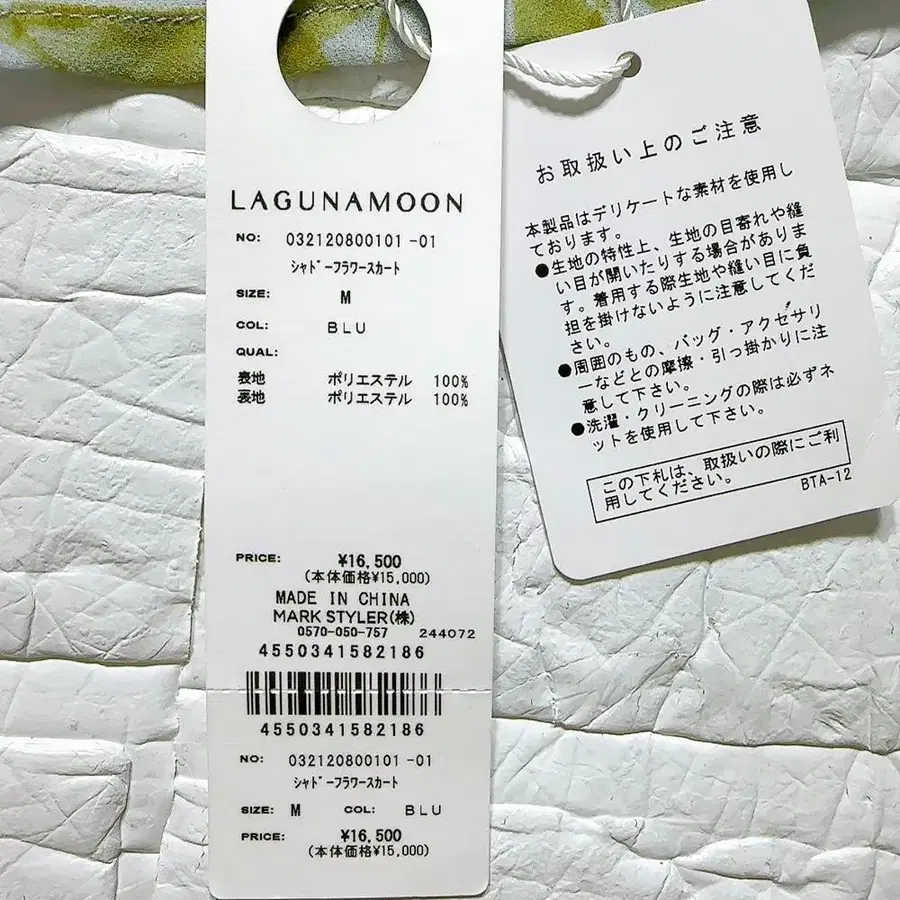 LAGUNAMOON
NO: 032120800101-01
ｼｬﾄﾞｰﾌﾗﾜｰｽｶｰﾄ
SIZE: M
COL: BLU
QUAL:
表地 ポリエステル 100%
裏地 ポリエステル 100%
PRICE: ¥16,500
(本体価格¥15,000)
MADE IN CHINA
MARK STYLER(株)
0570-050-757 244072
4550341582186
4550341582186
NO: 032120800101-01
ｼｬﾄﾞｰﾌﾗﾜｰｽｶｰﾄ
SIZE: M COL: BLU
PRICE: ¥16,500
(本体価格¥15,000)
お取扱い上のご注意
本製品はデリケートな素材を使用し
ております。
●生地の特性上、生地の目寄れや縫
い目が開いたりする場合がありま
す。着用する際生地や縫い目に負
担を掛けないように注意してくだ
さい。
●周囲のもの、バッグ・アクセサリ
ーなどとの摩擦・引っ掛かりに注
意して下さい。
●洗濯・クリーニングの際は必ずネ
ットを使用して下さい。
この下札は、取扱いの際にご利
用してください。
BTA-12